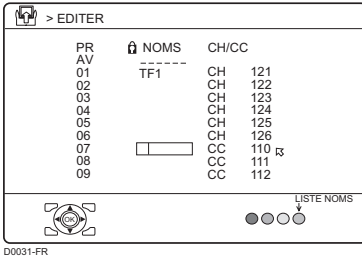 > EDITER
PR NOMS CH/CC
AV ------
01 TF1 CH 121
02 CH 122
03 CH 123
04 CH 124
05 CH 125
06 CH 126
07 CC 110
08 CC 111
09 CC 112
LISTE NOMS
OK
D0031-FR